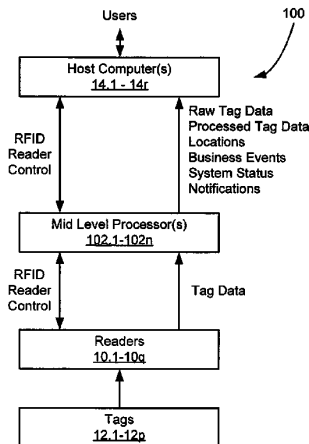 Users
100
Host Computer(s)
14.1 - 14r
RFID
Reader
Control
Raw Tag Data
Processed Tag Data
Locations
Business Events
System Status
Notifications
Mid Level Processor(s)
102.1-102n
RFID
Reader
Control
Tag Data
Readers
10.1-10q
Tags
12.1-12p